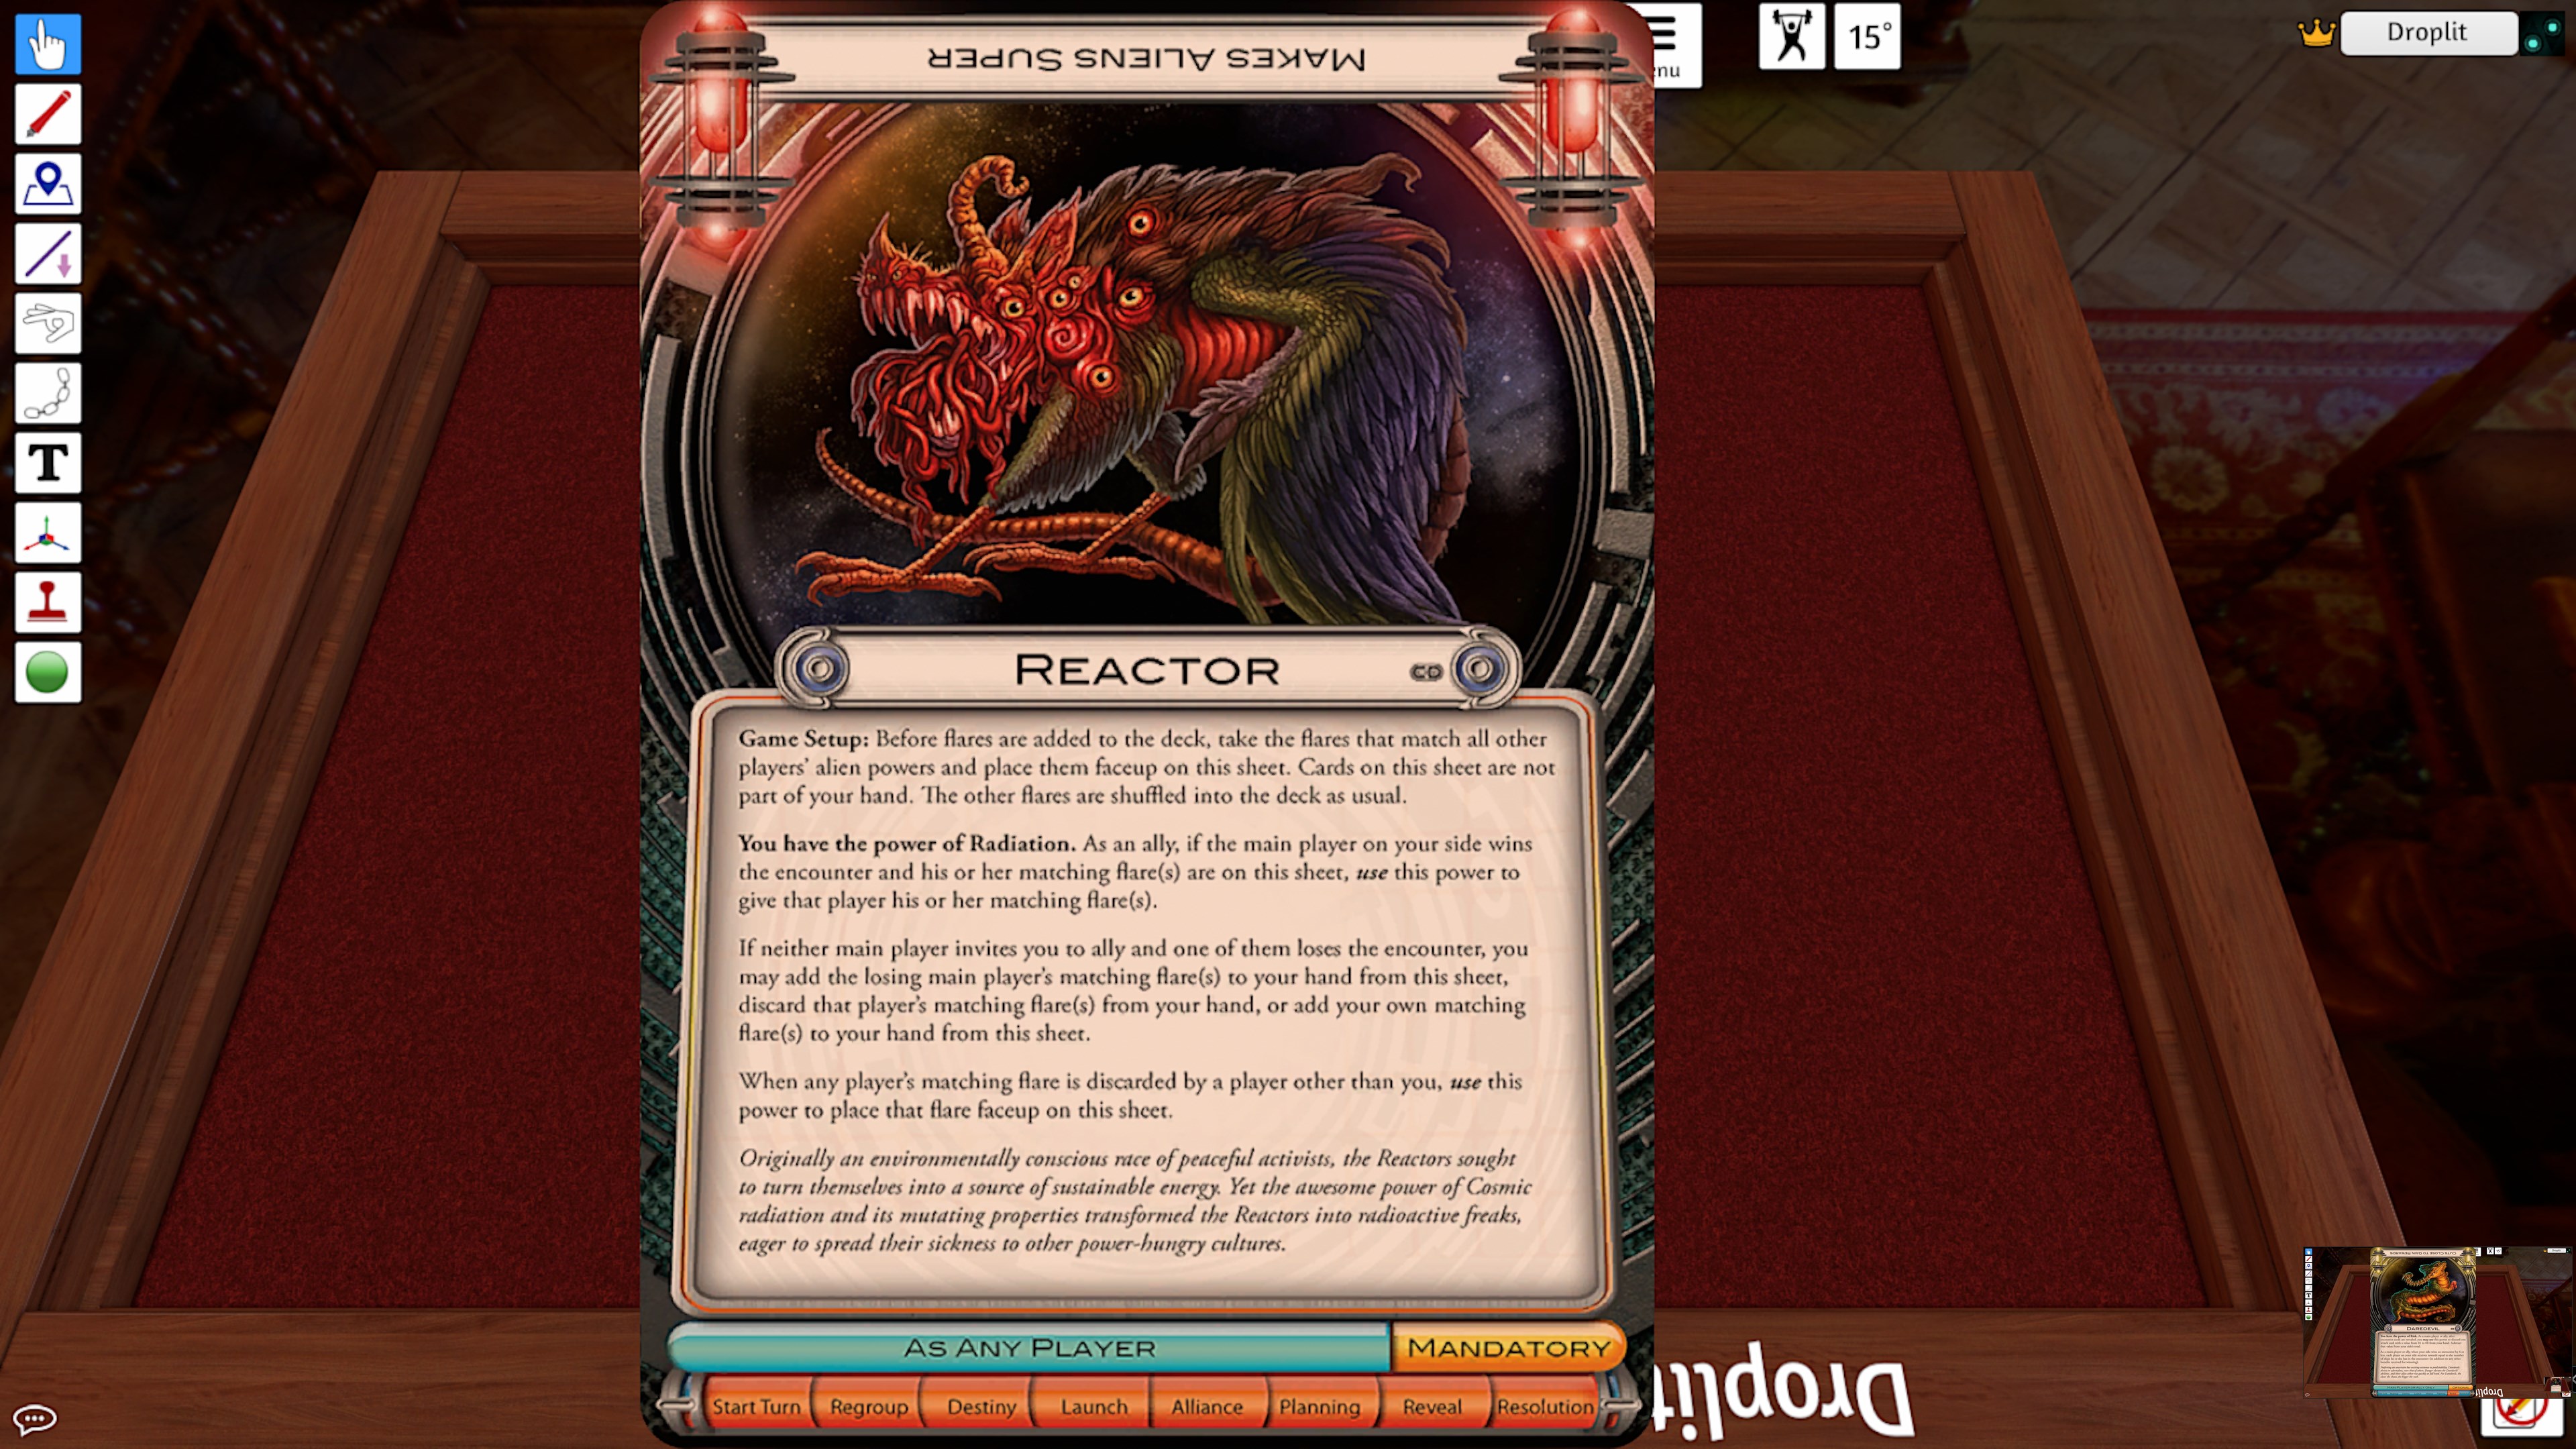 MAKES ALIENS SUPER
enu
15°
Droplit
T
REACTOR
CD
Game Setup: Before flares are added to the deck, take the flares that match all other
players' alien powers and place them faceup on this sheet. Cards on this sheet are not
part of your hand. The other flares are shuffled into the deck as usual.
You have the power of Radiation. As an ally, if the main player on your side wins
the encounter and his or her matching flare(s) are on this sheet, use this power to
give that player his or her matching flare(s).
If neither main player invites you to ally and one of them loses the encounter, you
may add the losing main player's matching flare(s) to your hand from this sheet,
discard that player's matching flare(s) from your hand, or add your own matching
flare(s) to your hand from this sheet.
When any player's matching flare is discarded by a player other than you, use this
power to place that flare faceup on this sheet.
Originally an environmentally conscious race of peaceful activists, the Reactors sought
to turn themselves into a source of sustainable energy. Yet the awesome power of Cosmic
radiation and its mutating properties transformed the Reactors into radioactive freaks,
eager to spread their sickness to other power-hungry cultures.
AS ANY PLAYER MANDATORY
Start Turn Regroup Destiny Launch Alliance Planning Reveal Resolution
Droplit
DAREDEVIL